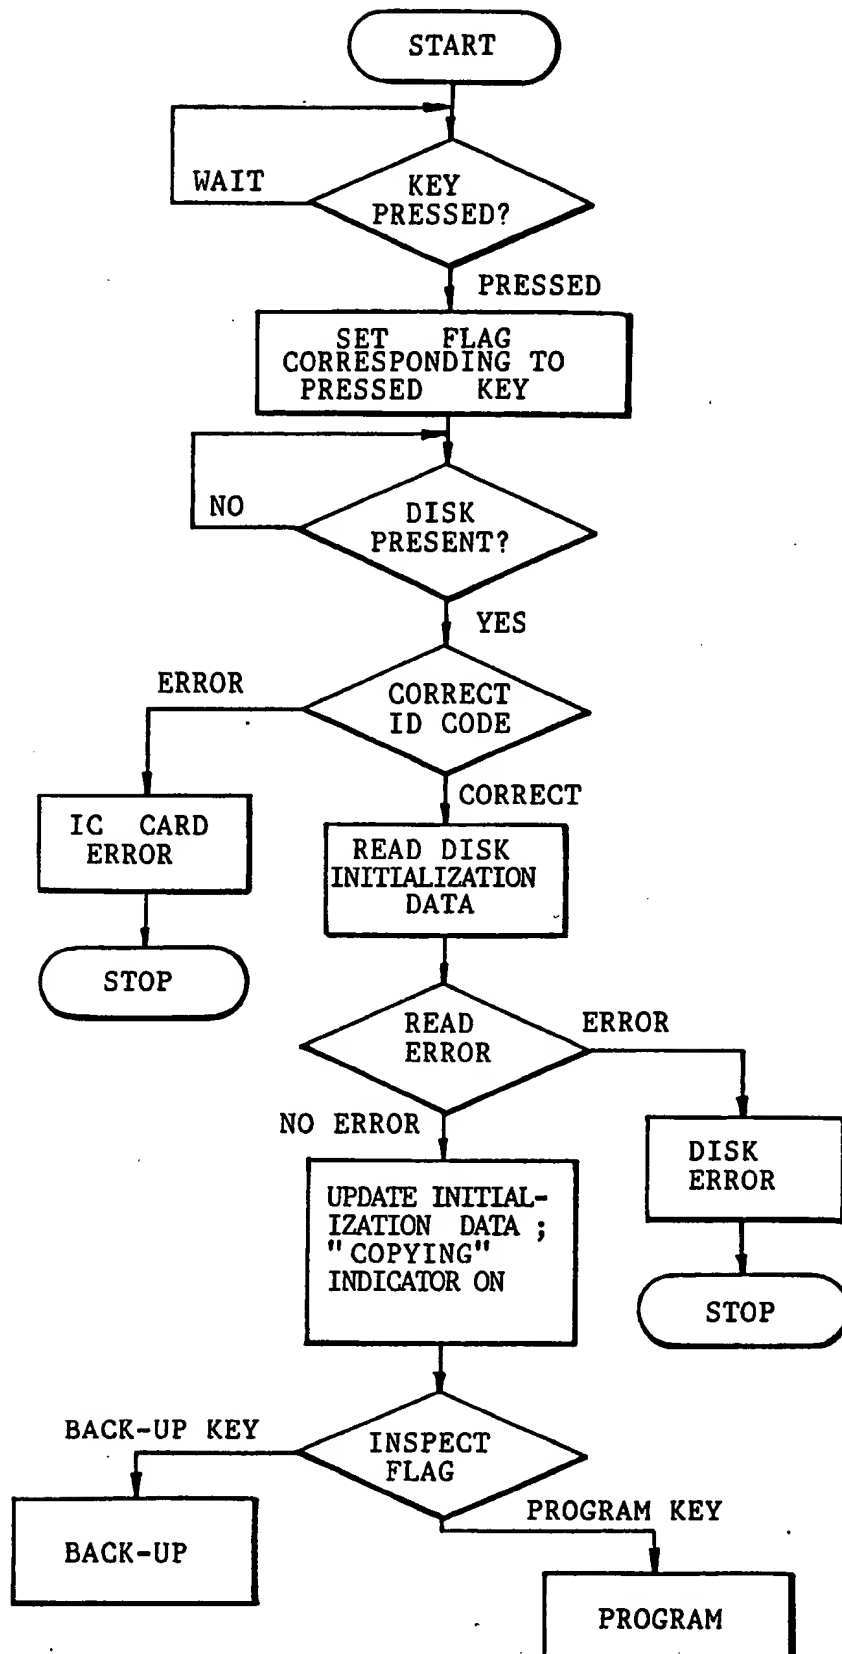 START
WAIT
KEY
PRESSED?
PRESSED
SET FLAG
CORRESPONDING TO
PRESSED KEY
NO
DISK
PRESENT?
YES
ERROR
CORRECT
ID CODE
CORRECT
IC CARD
ERROR
READ DISK
INITIALIZATION
DATA
STOP
READ
ERROR
ERROR
NO ERROR
DISK
ERROR
UPDATE INITIAL-
IZATION DATA ;
"COPYING"
INDICATOR ON
STOP
BACK-UP KEY
INSPECT
FLAG
PROGRAM KEY
BACK-UP
PROGRAM